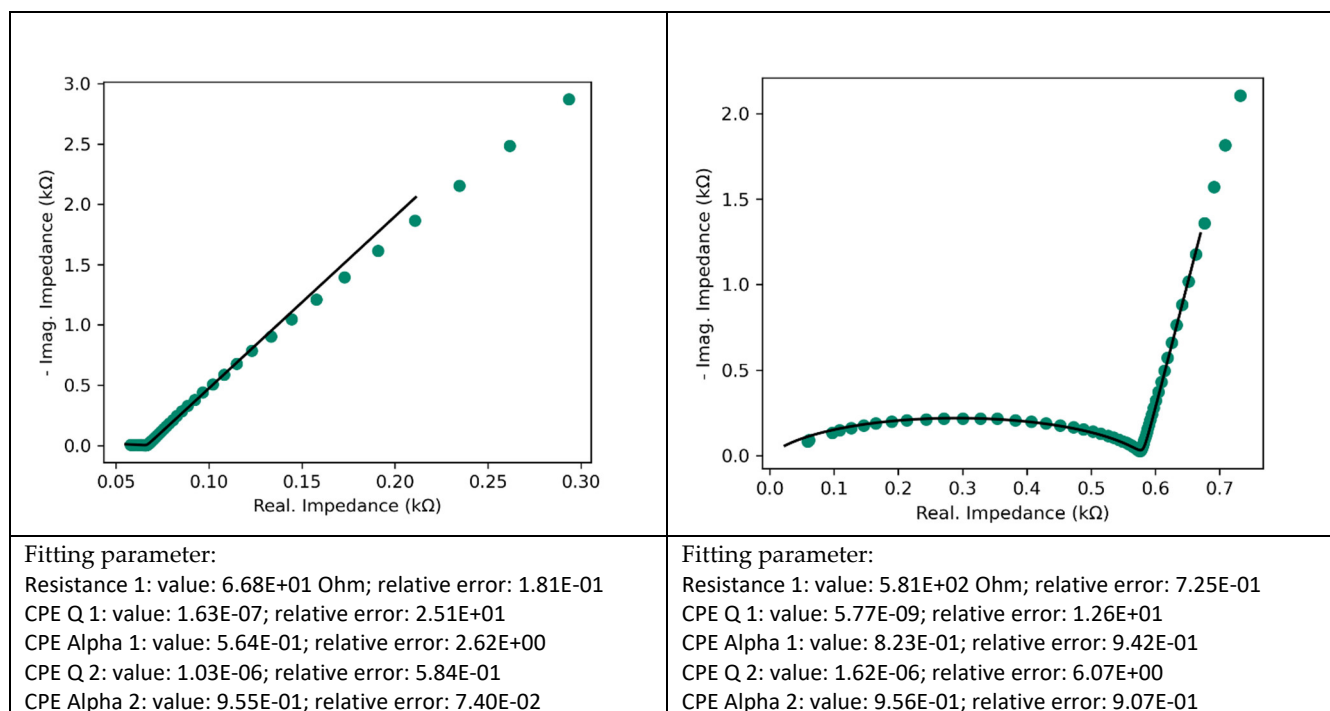 3.0
2.5
2.0
1.5
1.0
0.5
0.0
- Imag. Impedance (kΩ)
0.05 0.10 0.15 0.20 0.25 0.30
Real. Impedance (kΩ)
2.0
1.5
1.0
0.5
0.0
- Imag. Impedance (kΩ)
0.0 0.1 0.2 0.3 0.4 0.5 0.6 0.7
Real. Impedance (kΩ)
Fitting parameter:
Resistance 1: value: 6.68E+01 Ohm; relative error: 1.81E-01
CPE Q 1: value: 1.63E-07; relative error: 2.51E+01
CPE Alpha 1: value: 5.64E-01; relative error: 2.62E+00
CPE Q 2: value: 1.03E-06; relative error: 5.84E-01
CPE Alpha 2: value: 9.55E-01; relative error: 7.40E-02
Fitting parameter:
Resistance 1: value: 5.81E+02 Ohm; relative error: 7.25E-01
CPE Q 1: value: 5.77E-09; relative error: 1.26E+01
CPE Alpha 1: value: 8.23E-01; relative error: 9.42E-01
CPE Q 2: value: 1.62E-06; relative error: 6.07E+00
CPE Alpha 2: value: 9.56E-01; relative error: 9.07E-01